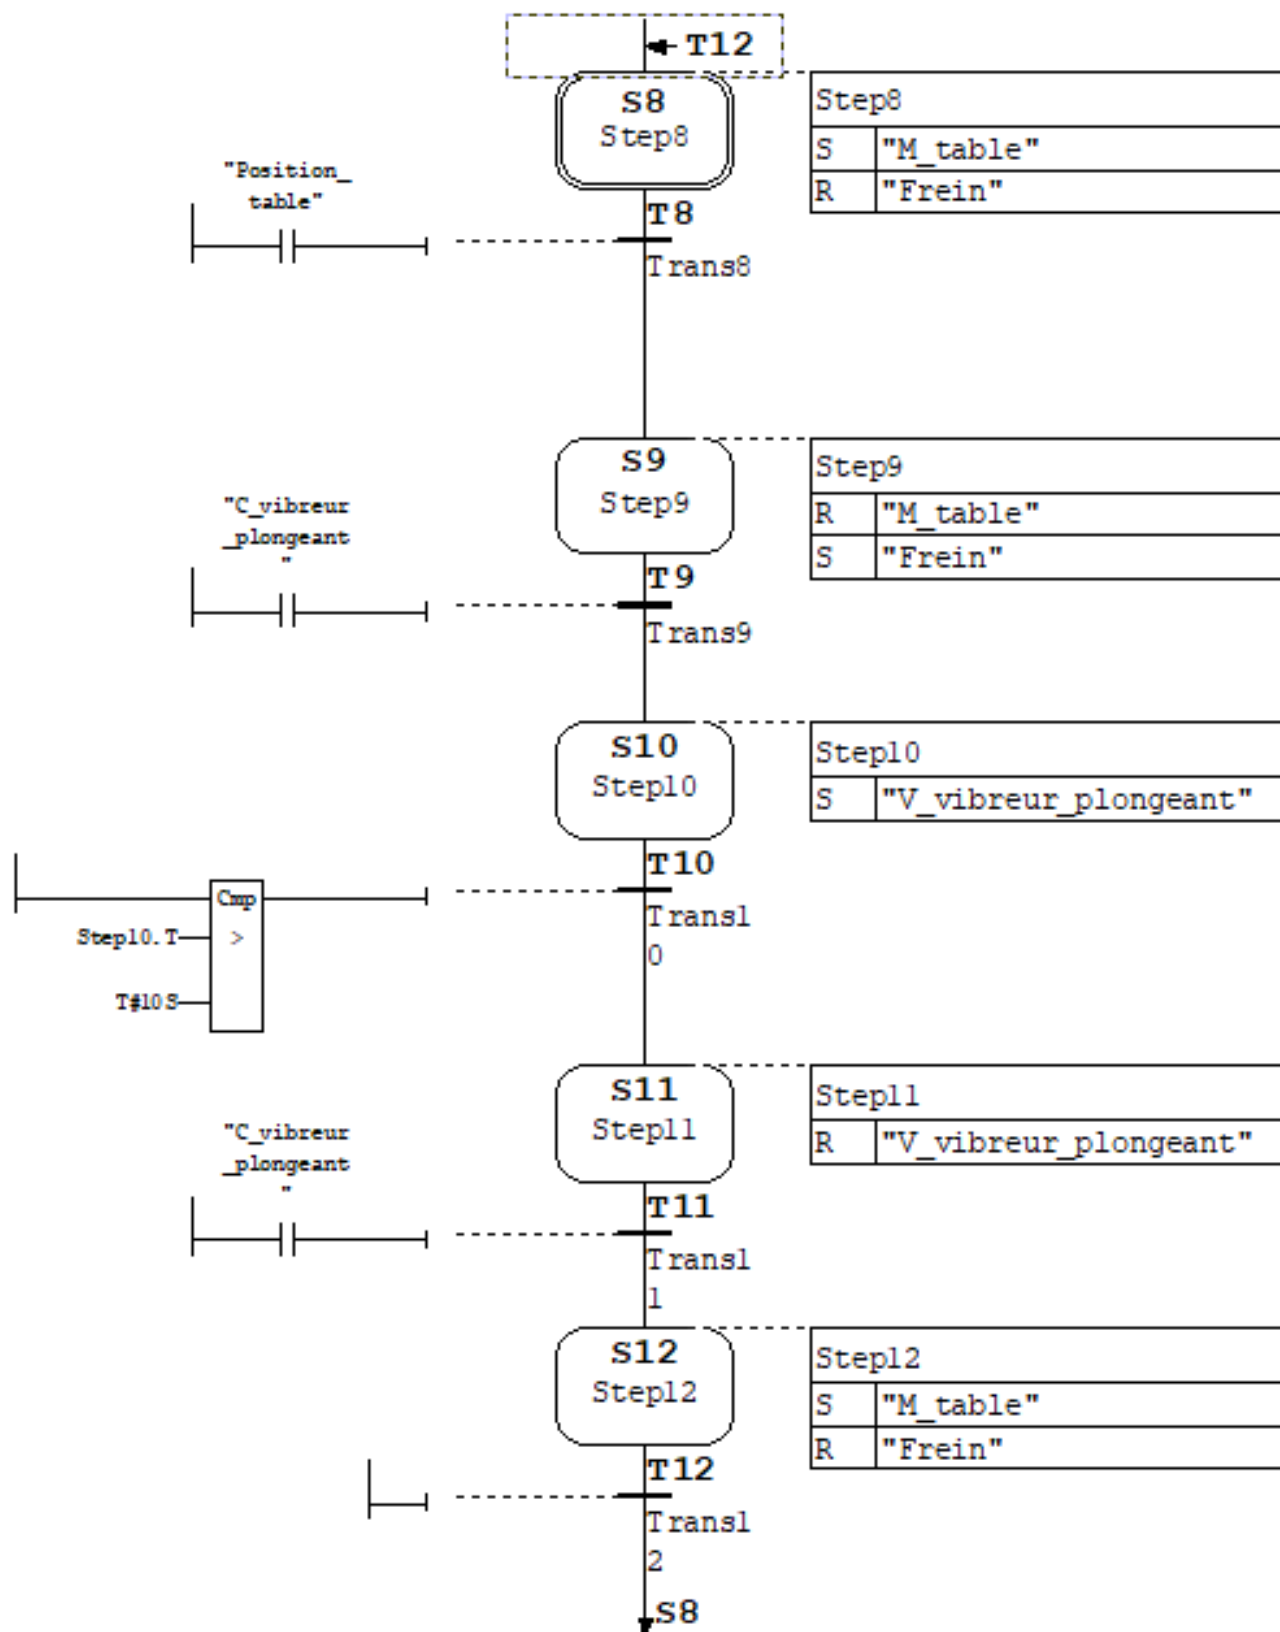 T12
S8
Step8
Step8
S "M_table"
R "Frein"
"Position_
table"
T8
Trans8
S9
Step9
Step9
R "M_table"
S "Frein"
"C_vibreur
_plongeant
"
T9
Trans9
S10
Step10
Step10
S "V_vibreur_plongeant"
T10
Trans1
0
Cmp
Step10.T
>
T#10S
S11
Step11
Step11
R "V_vibreur_plongeant"
"C_vibreur
_plongeant
"
T11
Trans1
1
S12
Step12
Step12
S "M_table"
R "Frein"
T12
Trans1
2
S8